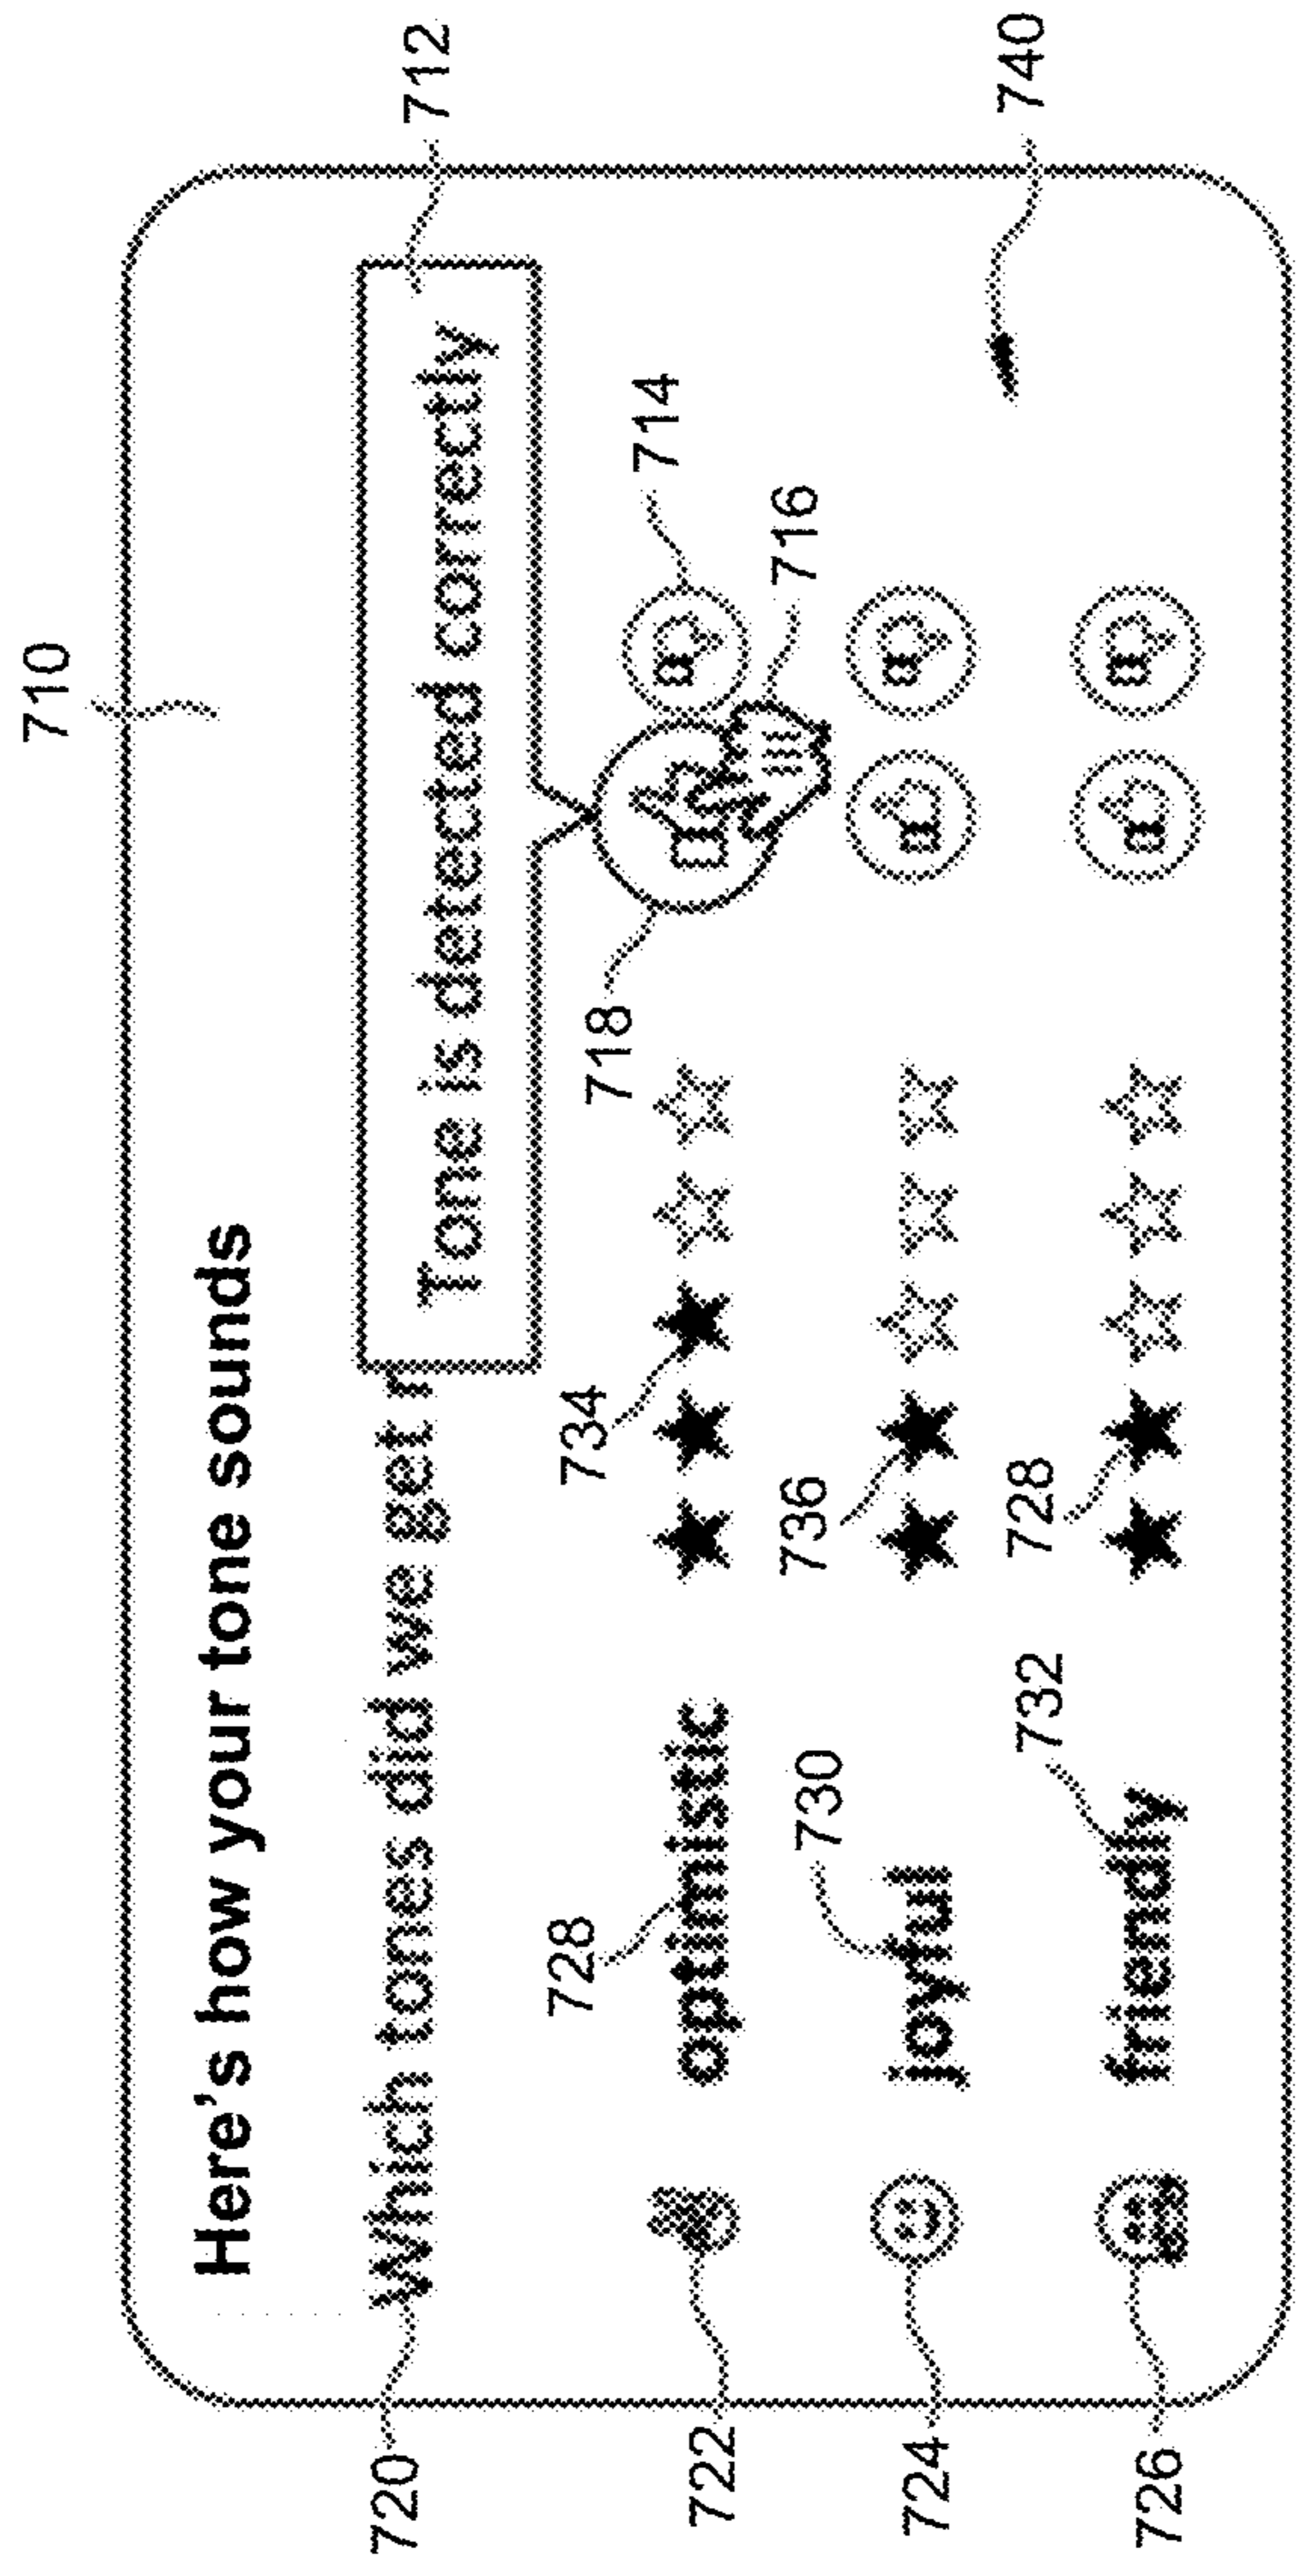 710
Here's how your tone sounds
720 Which tones did we get r
Tone is detected correctly 712
728 734 718 714
722 optimistic 716
730 736
724 joyful
732 728 740
726 friendly